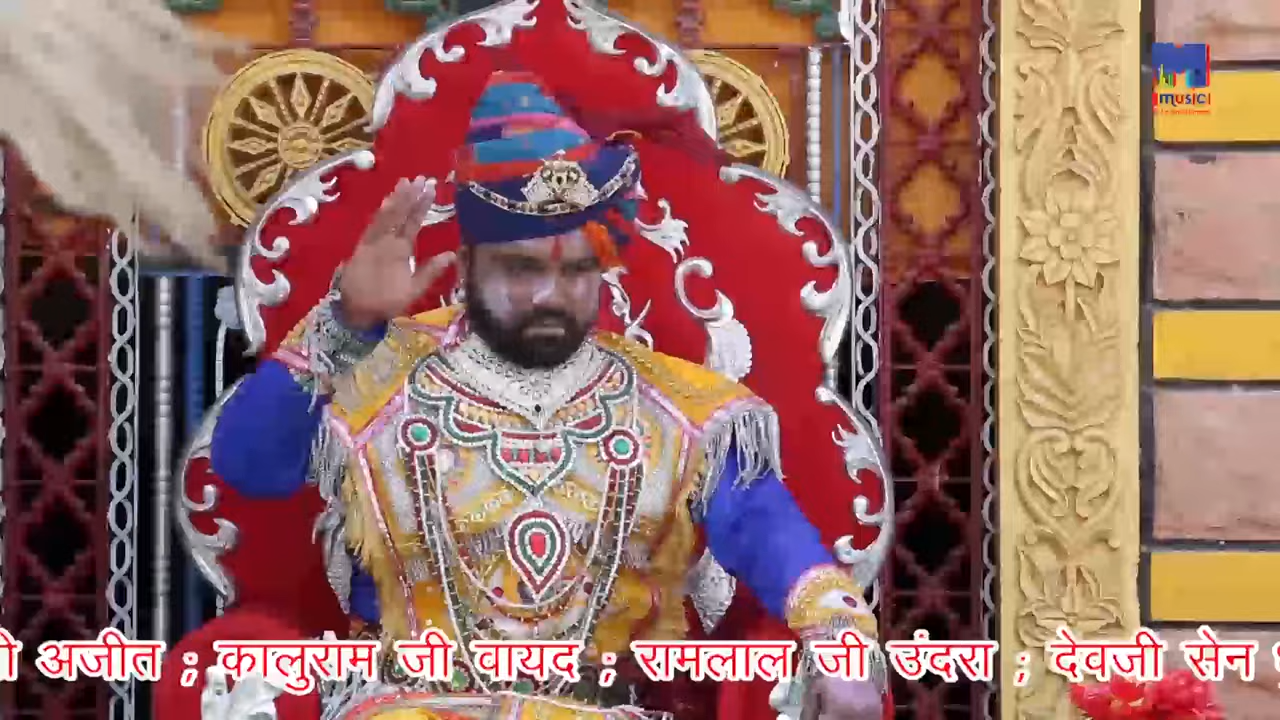 music
अजीत ; कालुराम जी वायद ; रामलाल जी उंदरा ; देवजी सेन